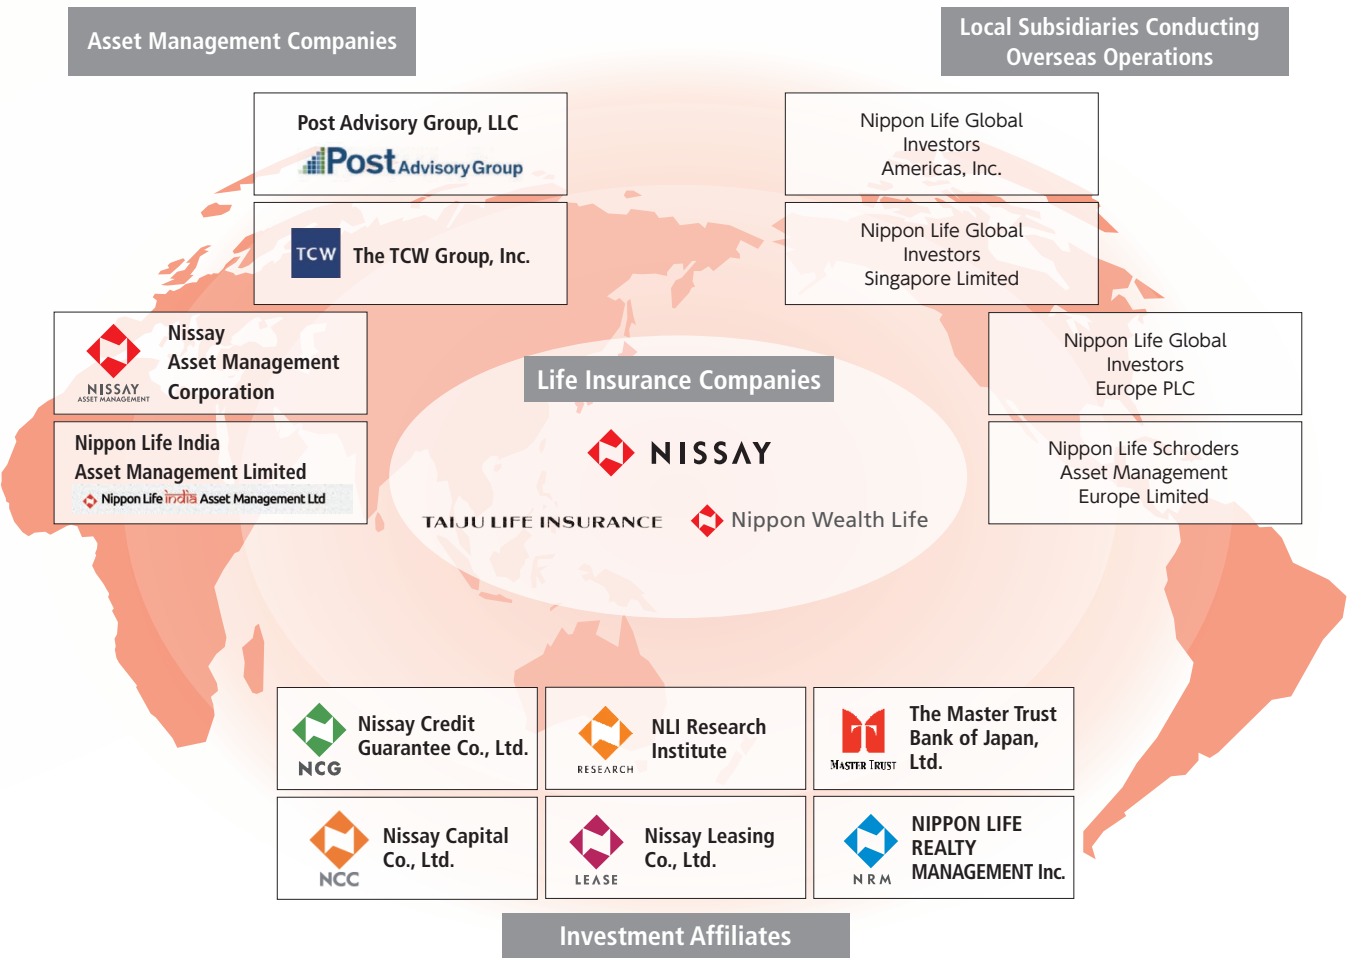 Asset Management Companies
Local Subsidiaries Conducting
Overseas Operations
Post Advisory Group, LLC
Post Advisory Group
TCW
The TCW Group, Inc.
Nissay
Asset Management
Corporation
NISSAY
ASSET MANAGEMENT
Nippon Life India
Asset Management Limited
Nippon Life india Asset Management Ltd
Nippon Life Global
Investors
Americas, Inc.
Nippon Life Global
Investors
Singapore Limited
Nippon Life Global
Investors
Europe PLC
Nippon Life Schroders
Asset Management
Europe Limited
Life Insurance Companies
NISSAY
TAIJU LIFE INSURANCE
Nippon Wealth Life
Nissay Credit
Guarantee Co., Ltd.
NCG
NLI Research
Institute
RESEARCH
The Master Trust
Bank of Japan,
Ltd.
MASTER TRUST
Nissay Capital
Co., Ltd.
NCC
Nissay Leasing
Co., Ltd.
LEASE
NIPPON LIFE
REALTY
MANAGEMENT Inc.
NRM
Investment Affiliates